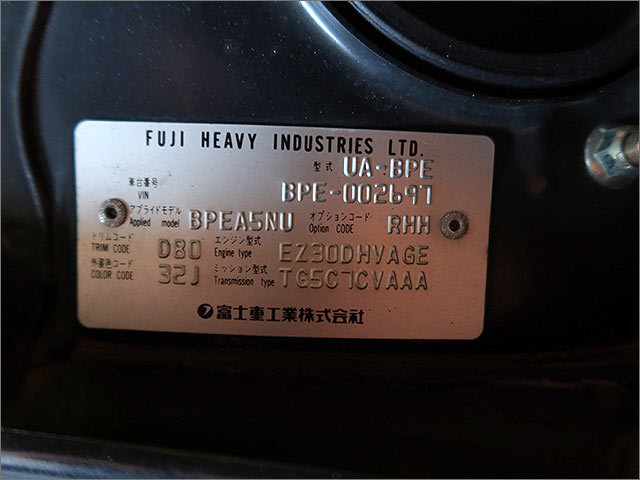 FUJI HEAVY INDUSTRIES LTD.
型式 UA-BPE
車台番号 VIN BPE-002697
アプライドモデル Applied model BPEA5NU オプションコード Option CODE RHH
トリムコード TRIM CODE D80 エンジン型式 Engine type EZ30DHVAGE
外装色コード COLOR CODE 32J ミッション型式 Transmission type TG5C7CVAAA
富士重工業株式会社